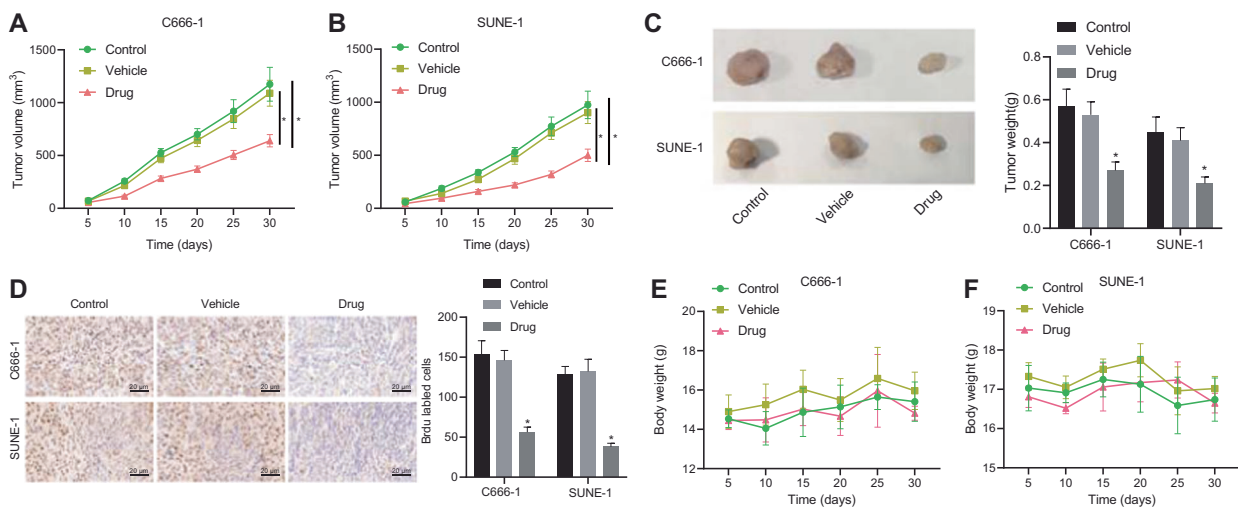 A
C666-1
Control
Vehicle
Drug
Tumor volume (mm³)
1500
1000
500
0
*
*
5 10 15 20 25 30
Time (days)
B
SUNE-1
Control
Vehicle
Drug
Tumor volume (mm³)
1500
1000
500
0
*
*
5 10 15 20 25 30
Time (days)
C
C666-1
SUNE-1
Control
Vehicle
Drug
Control
Vehicle
Drug
Tumor weight(g)
0.8
0.6
0.4
0.2
0.0
*
*
C666-1 SUNE-1
D
Control Vehicle Drug
C666-1
20 μm 20 μm 20 μm
SUNE-1
20 μm 20 μm 20 μm
Control
Vehicle
Drug
Brdu labled cells
200
150
100
50
0
*
*
C666-1 SUNE-1
E
C666-1
Control
Vehicle
Drug
Body weight (g)
20
18
16
14
12
5 10 15 20 25 30
Time (days)
F
SUNE-1
Control
Vehicle
Drug
Body weight (g)
19
18
17
16
15
5 10 15 20 25 30
Time (days)